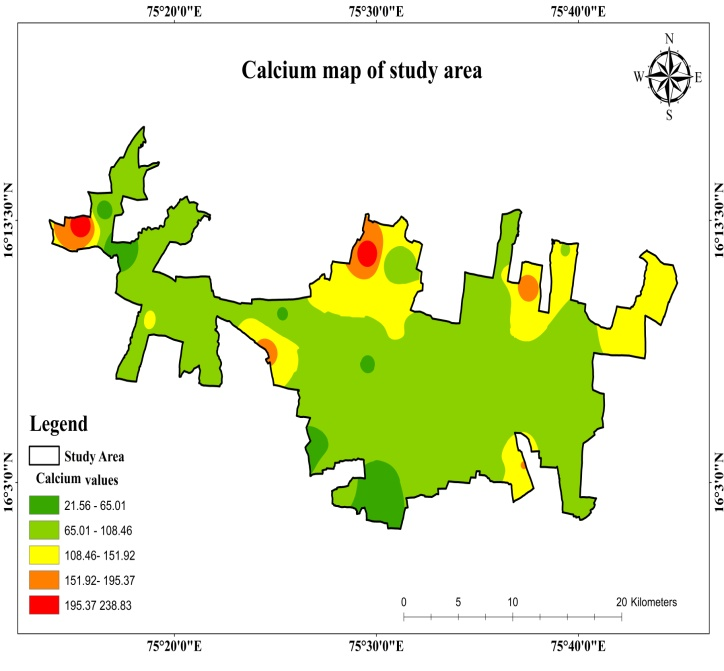 75°20'0"E 75°30'0"E 75°40'0"E
Calcium map of study area
N
W E
S
16°13'30"N 16°13'30"N
Legend
Study Area
Calcium values
21.56 - 65.01
65.01 - 108.46
108.46- 151.92
151.92- 195.37
195.37 238.83
16°3'0"N 16°3'0"N
0 5 10 20 Kilometers
75°20'0"E 75°30'0"E 75°40'0"E